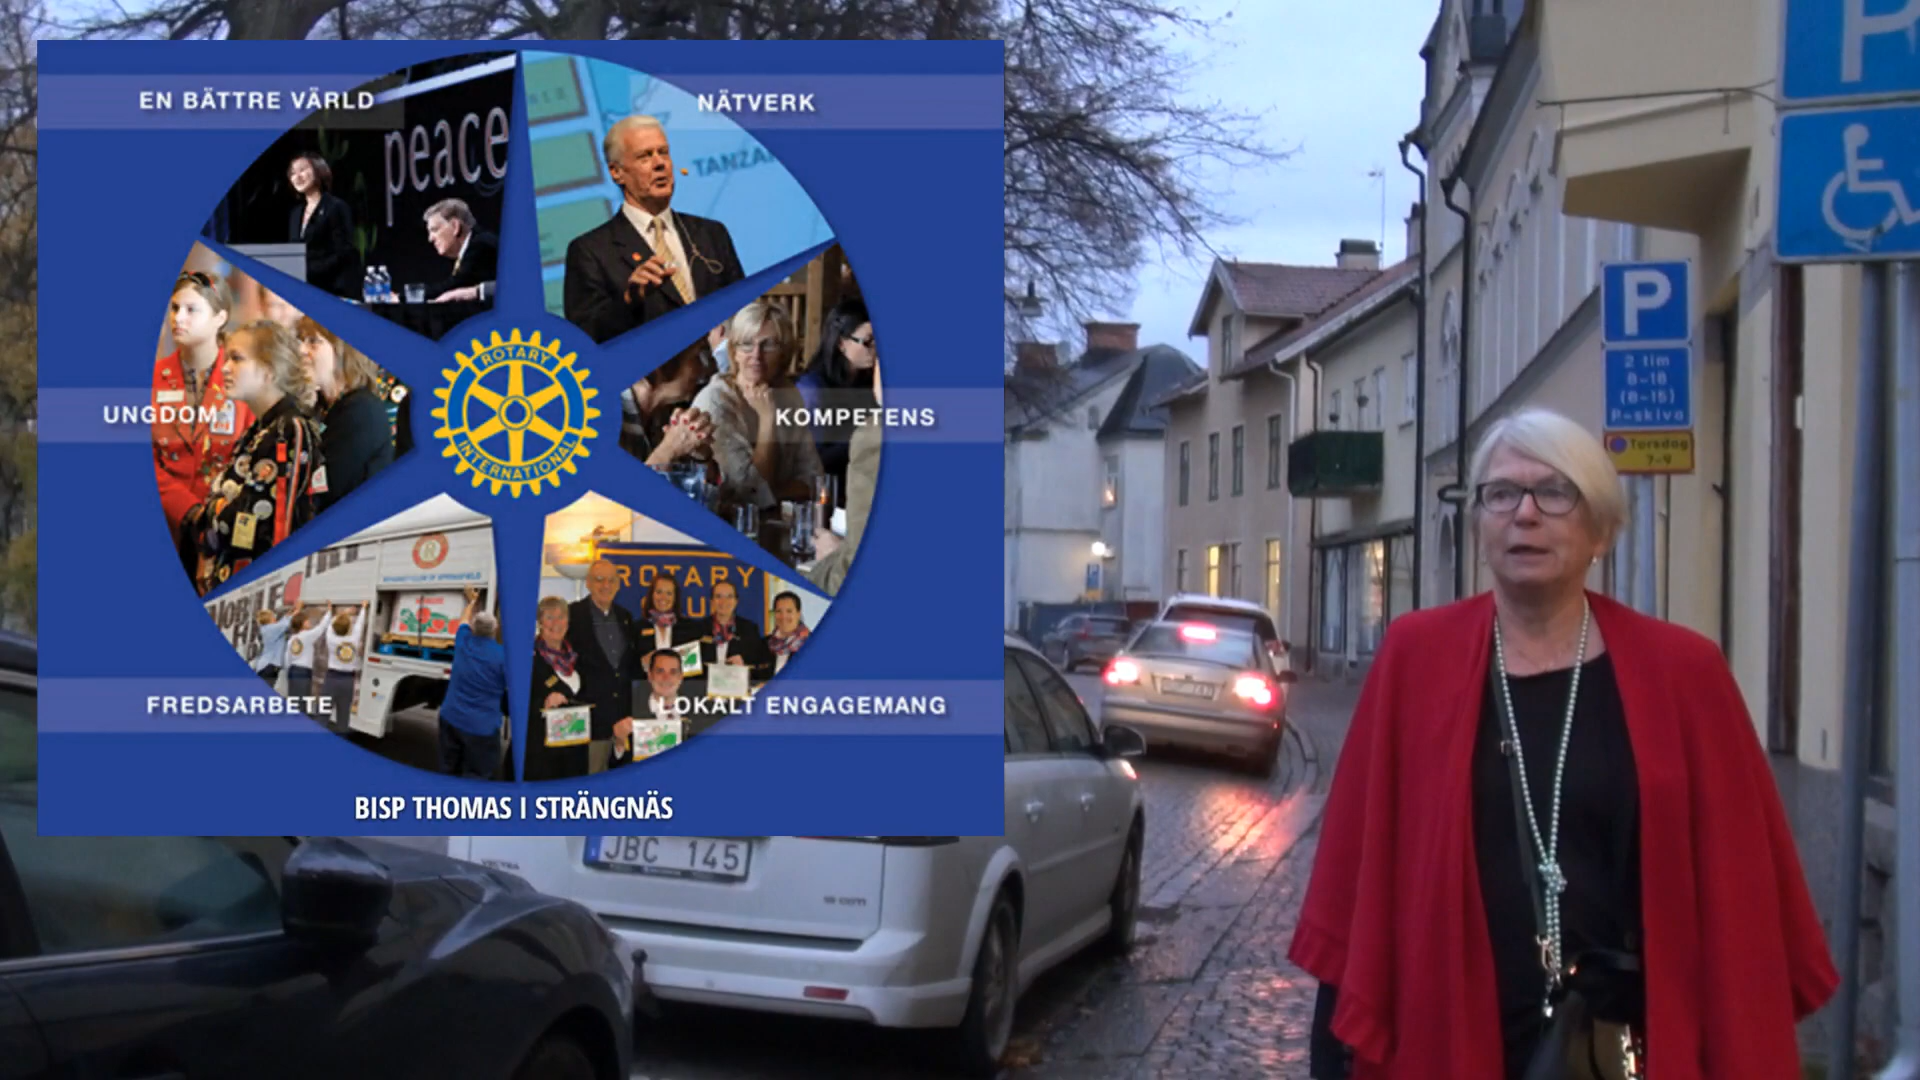 EN BÄTTRE VÄRLD
NÄTVERK
peace
TANZA
UNGDOM
ROTARY
INTERNATIONAL
KOMPETENS
ROTARY
FREDSARBETE
LOKALT ENGAGEMANG
BISP THOMAS I STRÄNGNÄS
JBC 145
P
P
2 tim
8-18
(8-15)
P-skiva
Torsdag
7-9